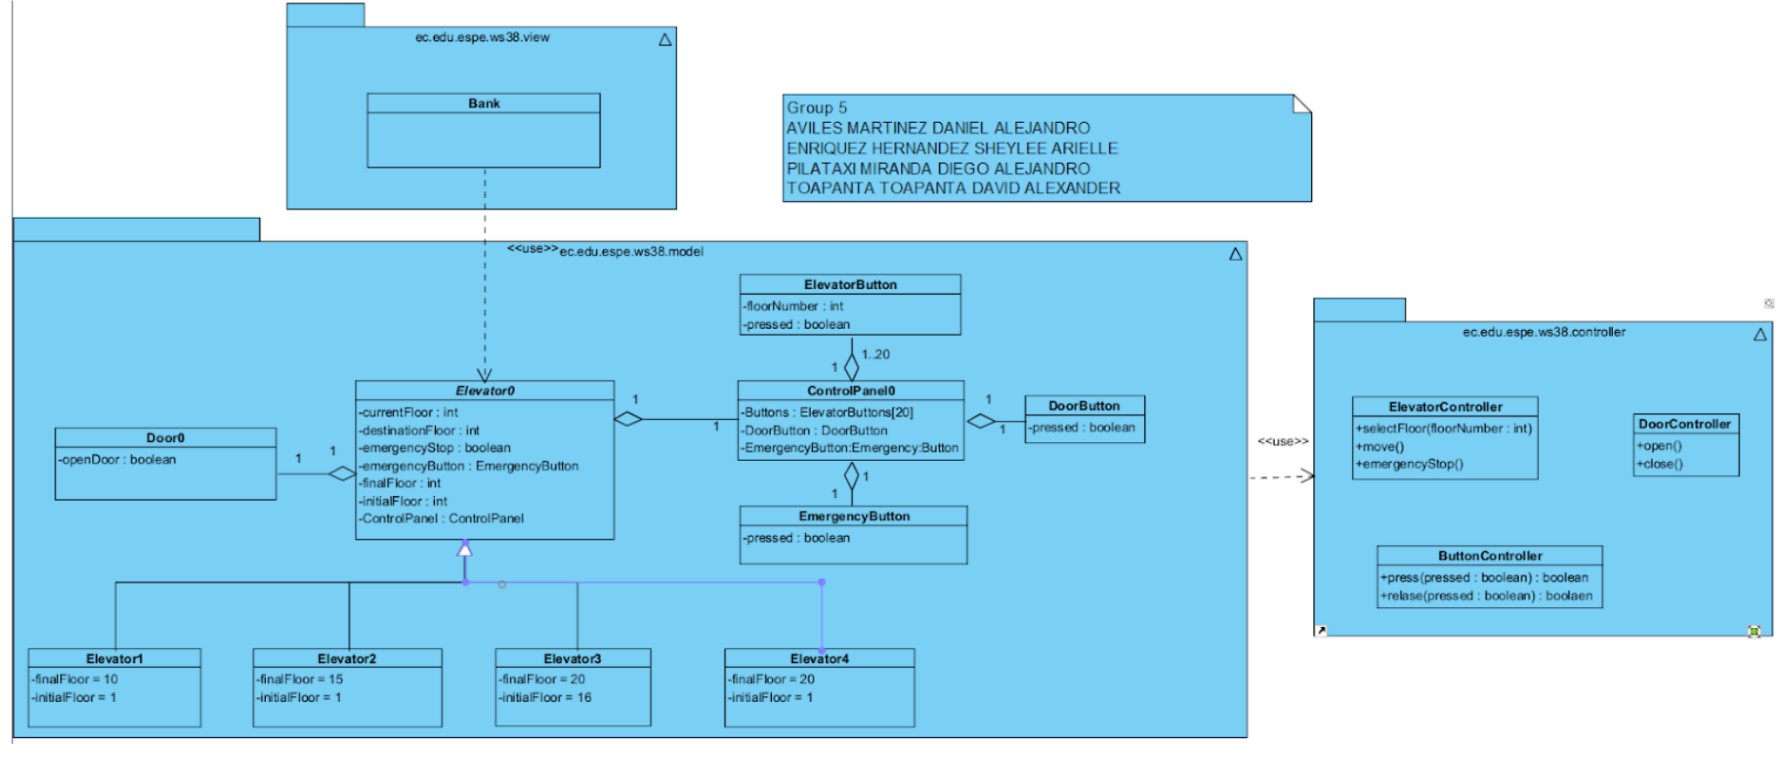 ec.edu.espe.ws38.view
Bank
Group 5
AVILES MARTINEZ DANIEL ALEJANDRO
ENRIQUEZ HERNANDEZ SHEYLEE ARIELLE
PILATAXI MIRANDA DIEGO ALEJANDRO
TOAPANTA TOAPANTA DAVID ALEXANDER
<<use>>
ec.edu.espe.ws38.model
ElevatorButton
-floorNumber : int
-pressed : boolean
1..20
1
Elevator0
-currentFloor : int
-destinationFloor : int
-emergencyStop : boolean
-emergencyButton : EmergencyButton
-finalFloor : int
-initialFloor : int
-ControlPanel : ControlPanel
1
1
ControlPanel0
-Buttons : ElevatorButtons[20]
-DoorButton : DoorButton
-EmergencyButton:Emergency:Button
1
1
DoorButton
-pressed : boolean
Door0
-openDoor : boolean
1
1
1
1
EmergencyButton
-pressed : boolean
Elevator1
-finalFloor = 10
-initialFloor = 1
Elevator2
-finalFloor = 15
-initialFloor = 1
Elevator3
-finalFloor = 20
-initialFloor = 16
Elevator4
-finalFloor = 20
-initialFloor = 1
<<use>>
ec.edu.espe.ws38.controller
ElevatorController
+selectFloor(floorNumber : int)
+move()
+emergencyStop()
DoorController
+open()
+close()
ButtonController
+press(pressed : boolean) : boolean
+relase(pressed : boolean) : boolaen